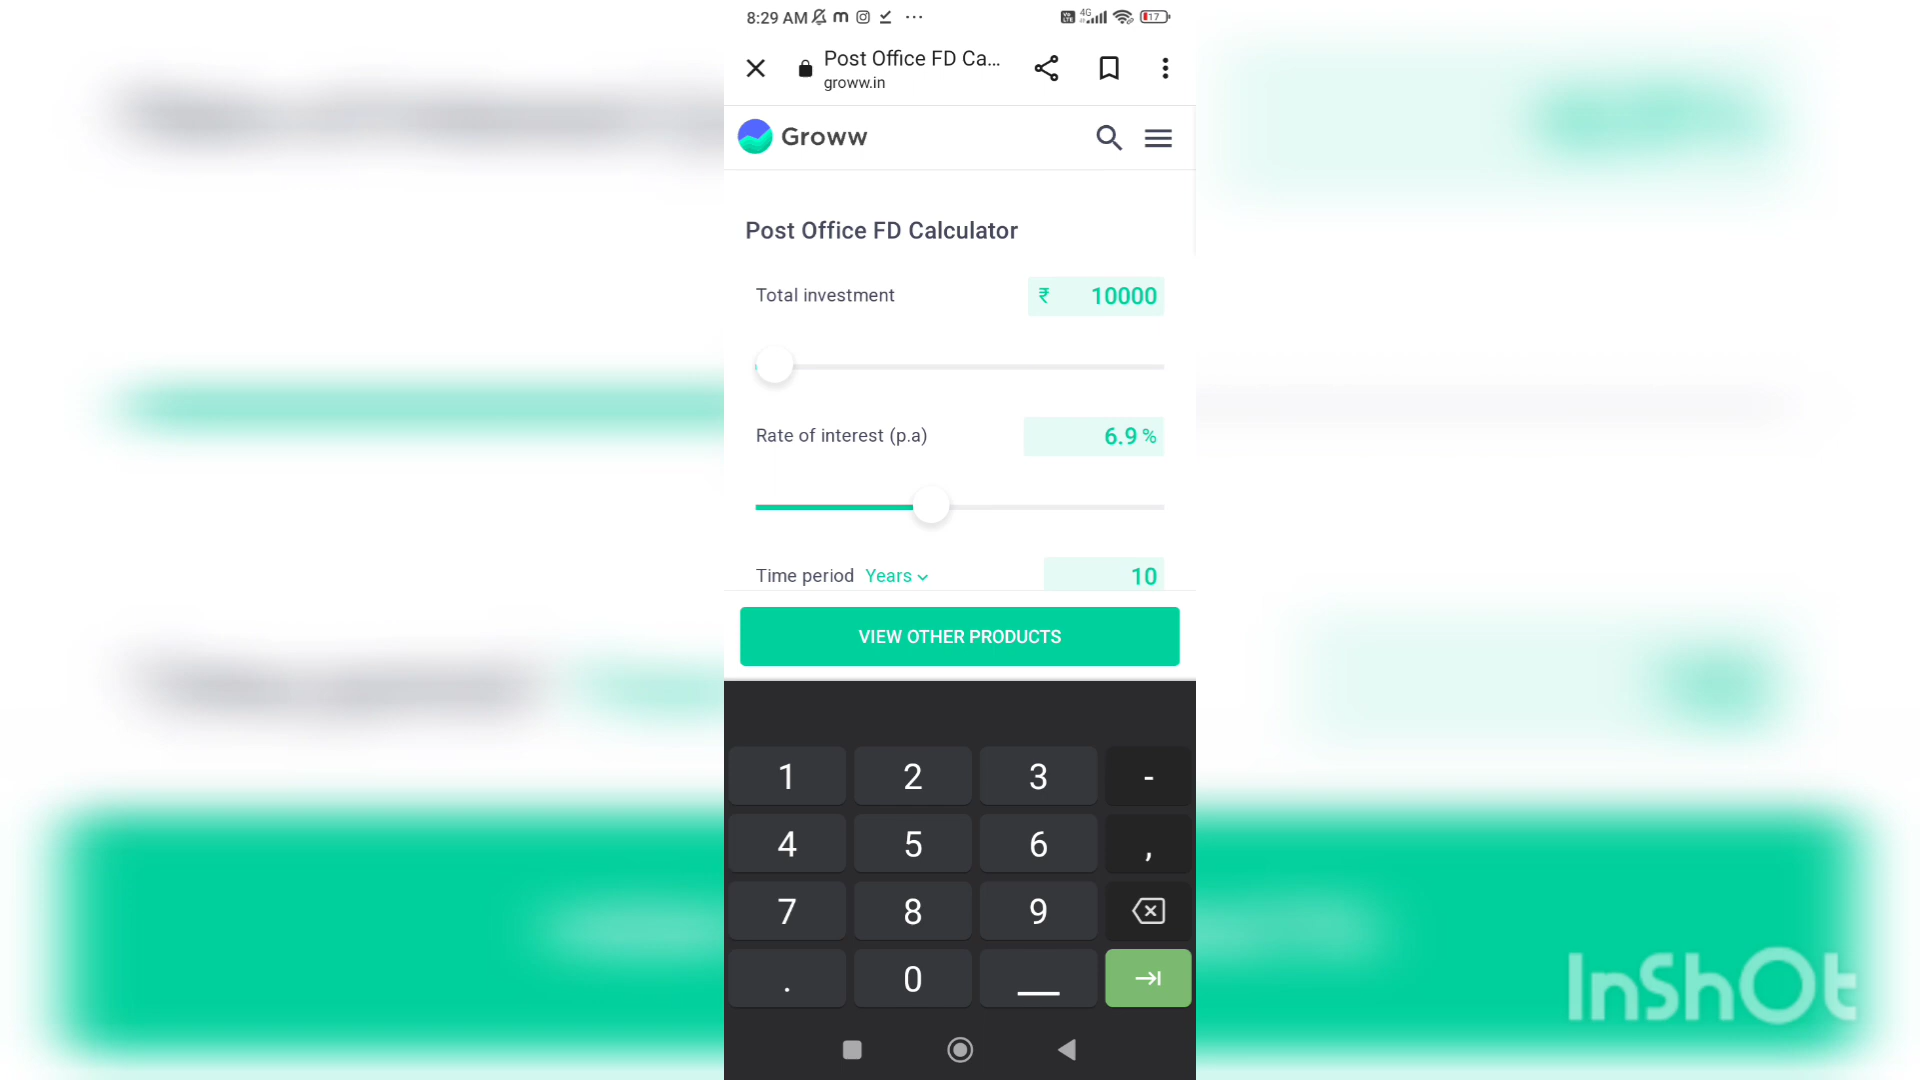 8:29 AM m ...
4G 17
Post Office FD Ca...
groww.in
Groww
Post Office FD Calculator
Total investment ₹ 10000
Rate of interest (p.a) 6.9 %
Time period Years 10
VIEW OTHER PRODUCTS
1 2 3 -
4 5 6 ,
7 8 9
. 0
InShOt